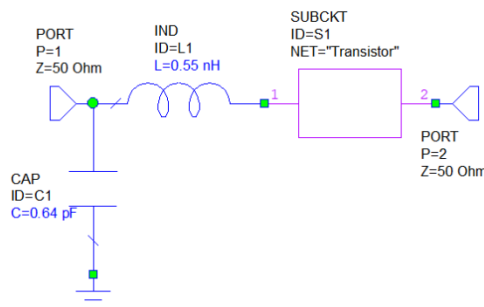 SUBCKT
ID=S1
NET="Transistor"
IND
ID=L1
L=0.55 nH
PORT
P=1
Z=50 Ohm
1
2
PORT
P=2
Z=50 Ohm
CAP
ID=C1
C=0.64 pF